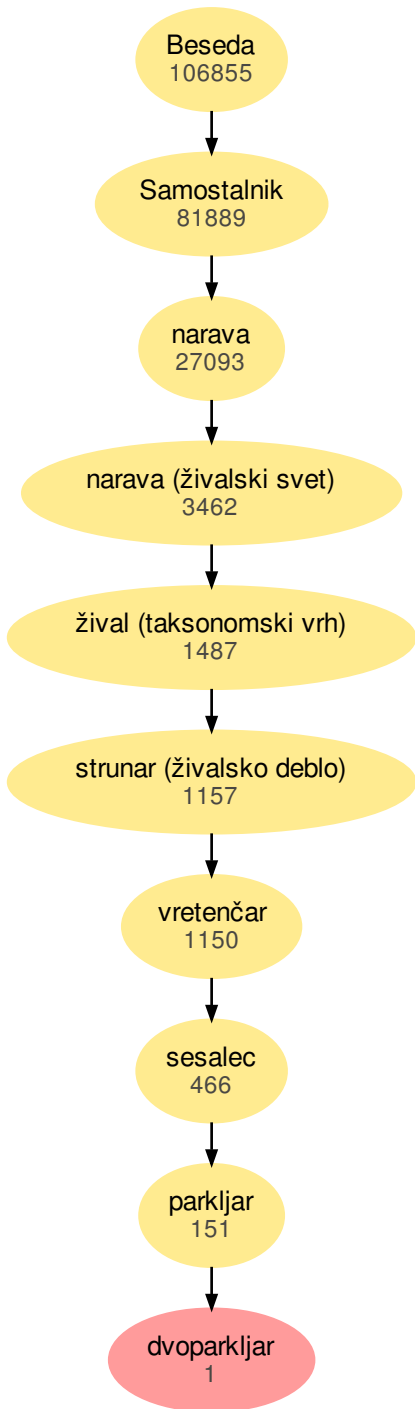 Beseda
106855
Samostalnik
81889
narava
27093
narava (živalski svet)
3462
žival (taksonomski vrh)
1487
strunar (živalsko deblo)
1157
vretenčar
1150
sesalec
466
parkljar
151
dvoparkljar
1